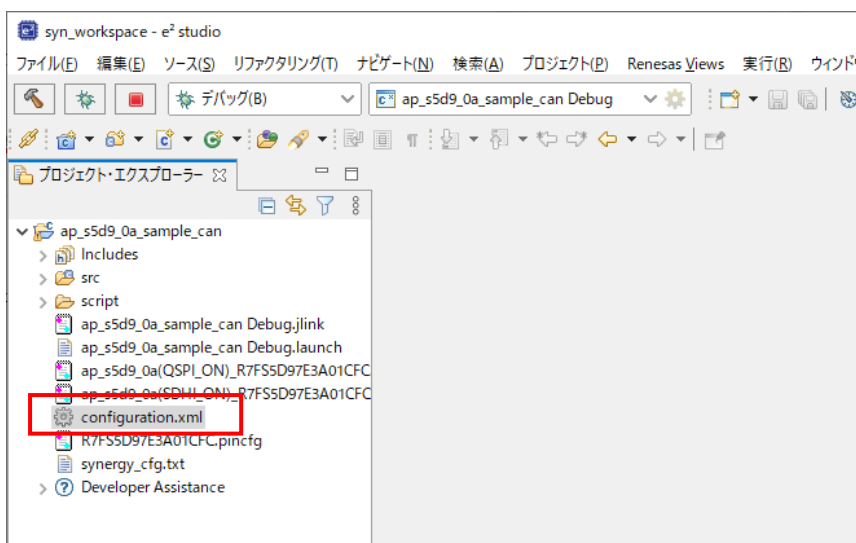 syn_workspace - e² studio
ファイル(F) 編集(E) ソース(S) リファクタリング(T) ナビゲート(N) 検索(A) プロジェクト(P) Renesas Views 実行(R) ウィンドウ
デバッグ(B) ap_s5d9_0a_sample_can Debug
プロジェクト・エクスプローラー
ap_s5d9_0a_sample_can
Includes
src
script
ap_s5d9_0a_sample_can Debug.jlink
ap_s5d9_0a_sample_can Debug.launch
ap_s5d9_0a(QSPI_ON)_R7FS5D97E3A01CFC
ap_s5d9_0a(SDHI_ON)_R7FS5D97E3A01CFC
configuration.xml
R7FS5D97E3A01CFC.pincfg
synergy_cfg.txt
Developer Assistance